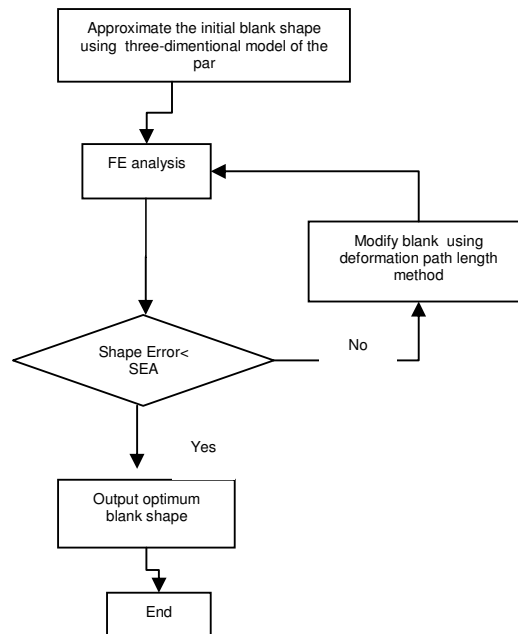 Approximate the initial blank shape
using three-dimentional model of the
par
FE analysis
Modify blank using
deformation path length
method
Shape Error<
SEA
No
Yes
Output optimum
blank shape
End